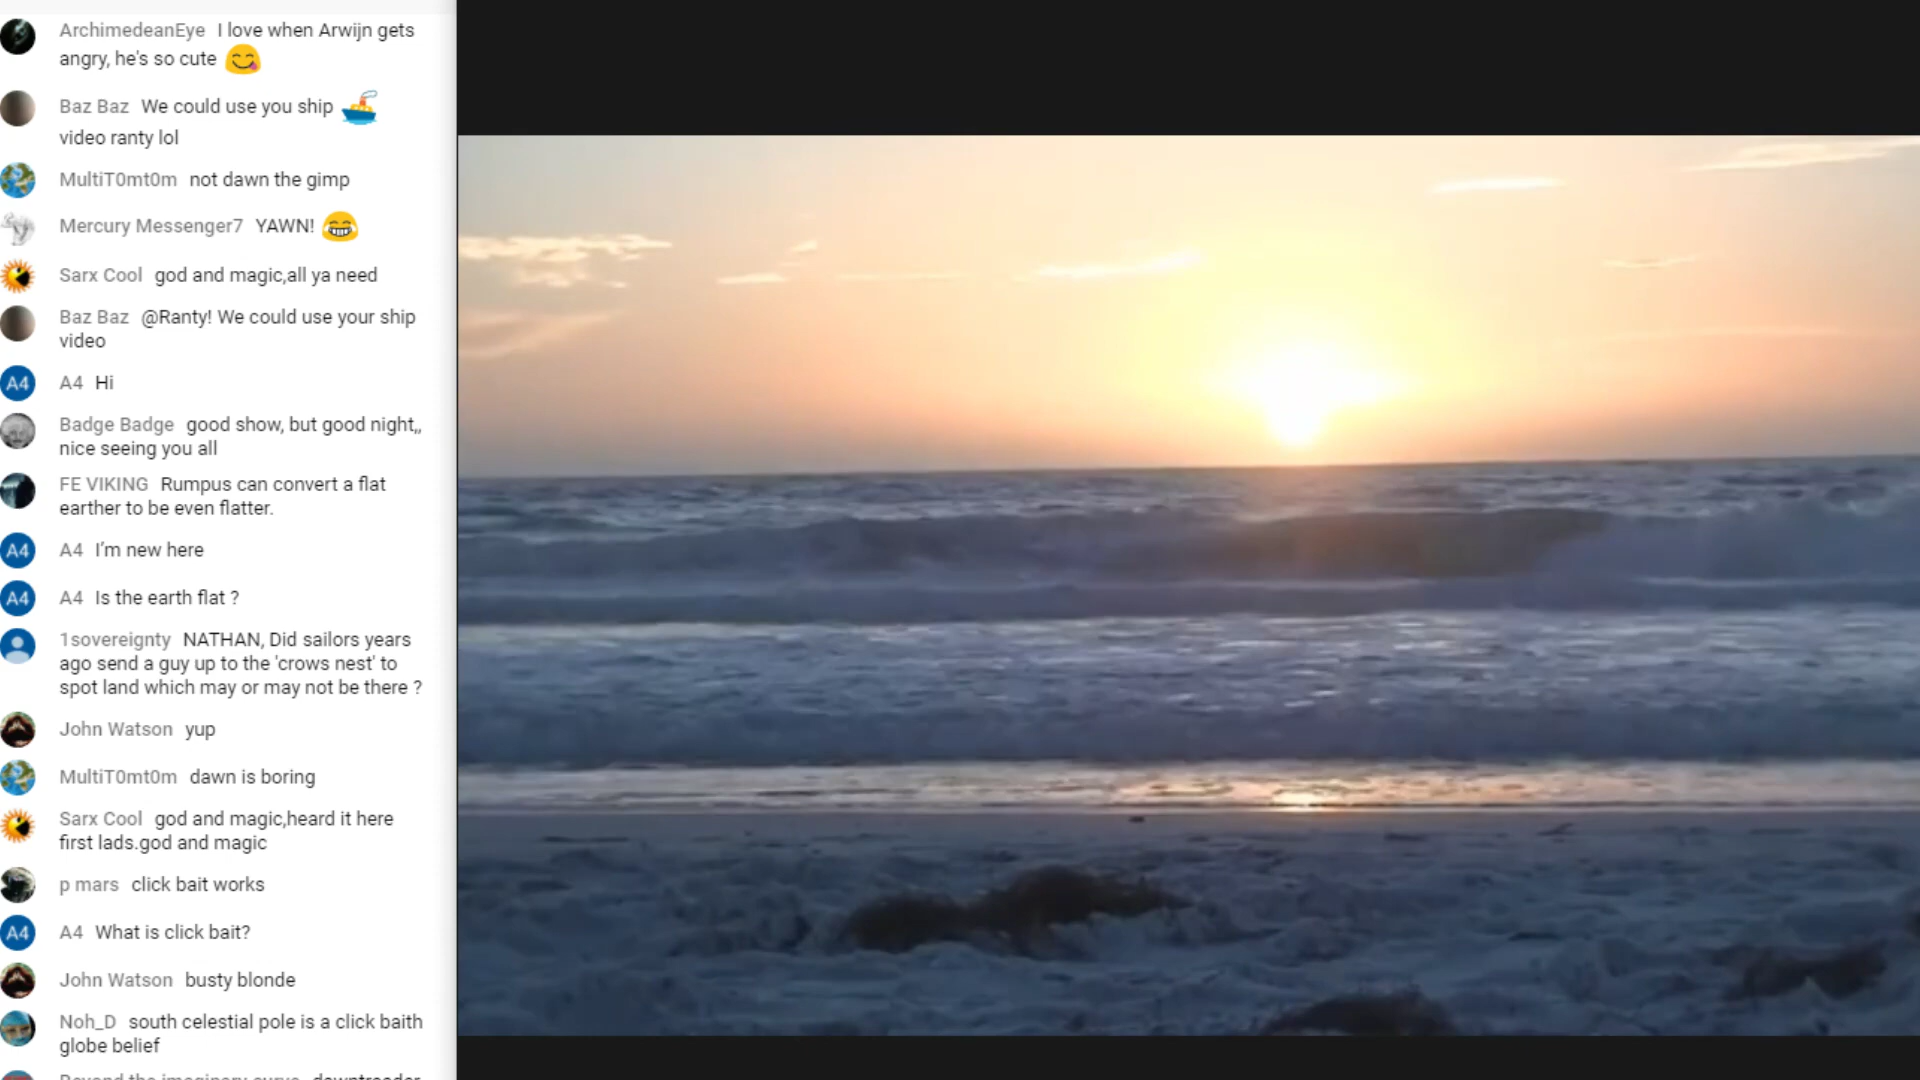 ArchimedeanEye I love when Arwijn gets
angry, he's so cute
Baz Baz We could use you ship
video ranty lol
MultiT0mt0m not dawn the gimp
Mercury Messenger7 YAWN!
Sarx Cool god and magic,all ya need
Baz Baz @Ranty! We could use your ship
video
A4 A4 Hi
Badge Badge good show, but good night,,
nice seeing you all
FE VIKING Rumpus can convert a flat
earther to be even flatter.
A4 A4 I'm new here
A4 A4 Is the earth flat ?
1sovereignty NATHAN, Did sailors years
ago send a guy up to the 'crows nest' to
spot land which may or may not be there ?
John Watson yup
MultiT0mt0m dawn is boring
Sarx Cool god and magic,heard it here
first lads.god and magic
p mars click bait works
A4 A4 What is click bait?
John Watson busty blonde
Noh_D south celestial pole is a click baith
globe belief